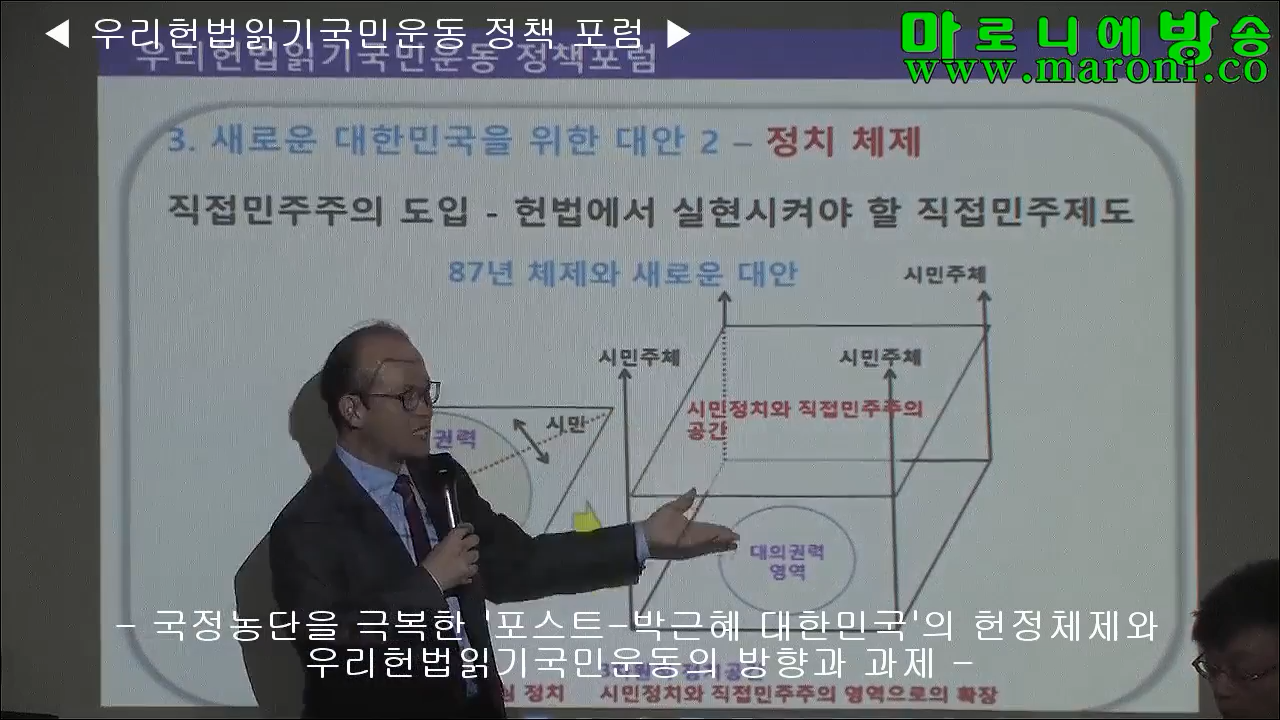 ◀ 우리헌법읽기국민운동 정책 포럼 ▶
마로니에방송
www.maroni.co
우리헌법읽기국민운동 정책포럼
3. 새로운 대한민국을 위한 대안 2 – 정치 체제
직접민주주의 도입 - 헌법에서 실현시켜야 할 직접민주제도
87년 체제와 새로운 대안
시민주체
시민주체
시민주체
시민정치와 직접민주주의
공간
권력
시민
대의권력
영역
- 국정농단을 극복한 '포스트-박근혜 대한민국'의 헌정체제와
우리헌법읽기국민운동의 방향과 과제 -
정치
시민정치와 직접민주주의 영역으로의 확장